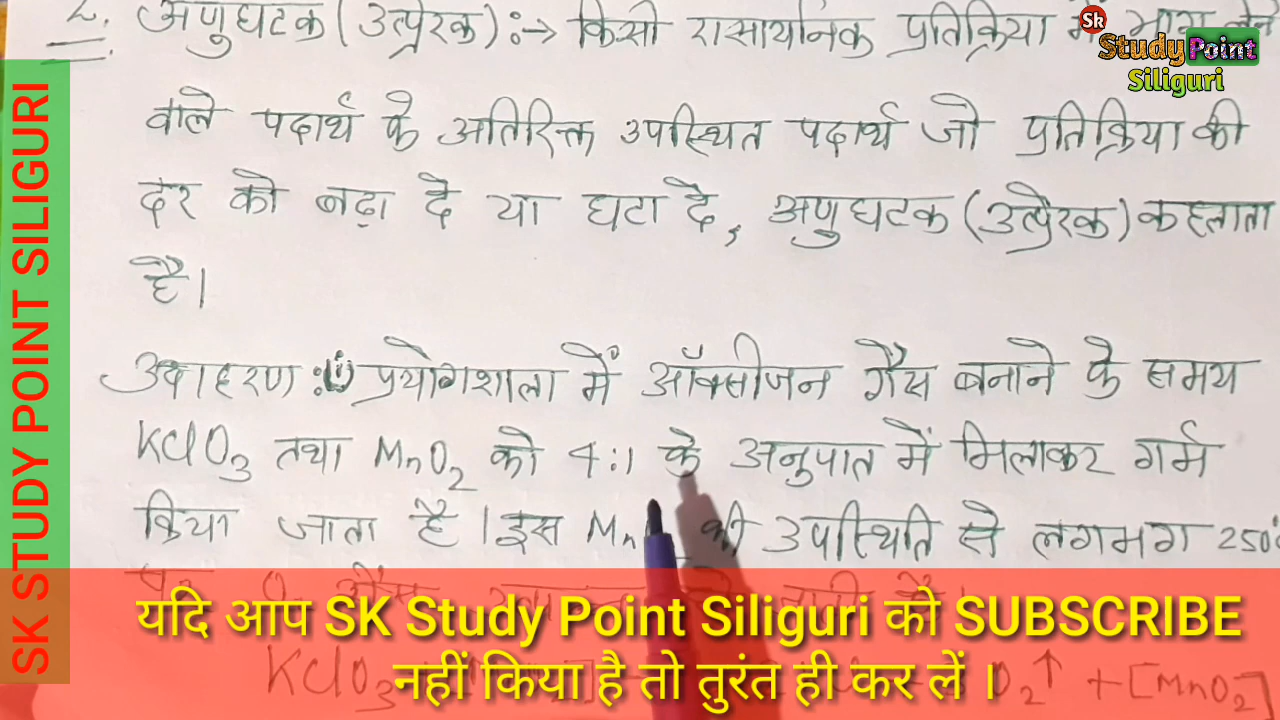 2. अणुघटक (उत्प्रेरक) :→ किसी रासायनिक प्रतिक्रिया में भाग लेने
Sk
Study Point
Siliguri
वाले पदार्थ के अतिरिक्त उपस्थित पदार्थ जो प्रतिक्रिया की
दर को बढ़ा दे या घटा दे, अणुघटक (उत्प्रेरक) कहलाता
है।
उदाहरण :(i) प्रयोगशाला में ऑक्सीजन गैस बनाने के समय
KClO3 तथा MnO2 को 4:1 के अनुपात में मिलाकर गर्म
किया जाता है। इस Mn की उपस्थिति से लगभग 250
यदि आप SK Study Point Siliguri को SUBSCRIBE
नहीं किया है तो तुरंत ही कर लें ।
KClO3 O2↑ + [MnO2]
SK STUDY POINT SILIGURI